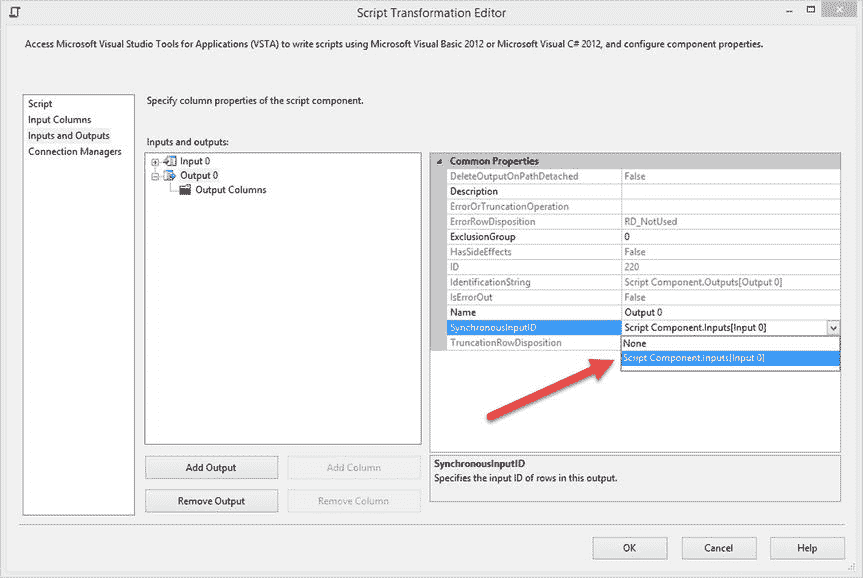 Script Transformation Editor
Access Microsoft Visual Studio Tools for Applications (VSTA) to write scripts using Microsoft Visual Basic 2012 or Microsoft Visual C# 2012, and configure component properties.
Script
Input Columns
Inputs and Outputs
Connection Managers
Specify column properties of the script component.
Inputs and outputs:
Input 0
Output 0
Output Columns
Common Properties
DeleteOutputOnPathDetached False
Description
ErrorOrTruncationOperation
ErrorRowDisposition RD_NotUsed
ExclusionGroup 0
HasSideEffects False
ID 220
IdentificationString Script Component.Outputs[Output 0]
IsErrorOut False
Name Output 0
SynchronousInputID Script Component.Inputs[Input 0]
TruncationRowDisposition
None
Script Component.Inputs[Input 0]
Add Output
Add Column
Remove Output
Remove Column
SynchronousInputID
Specifies the input ID of rows in this output.
OK
Cancel
Help